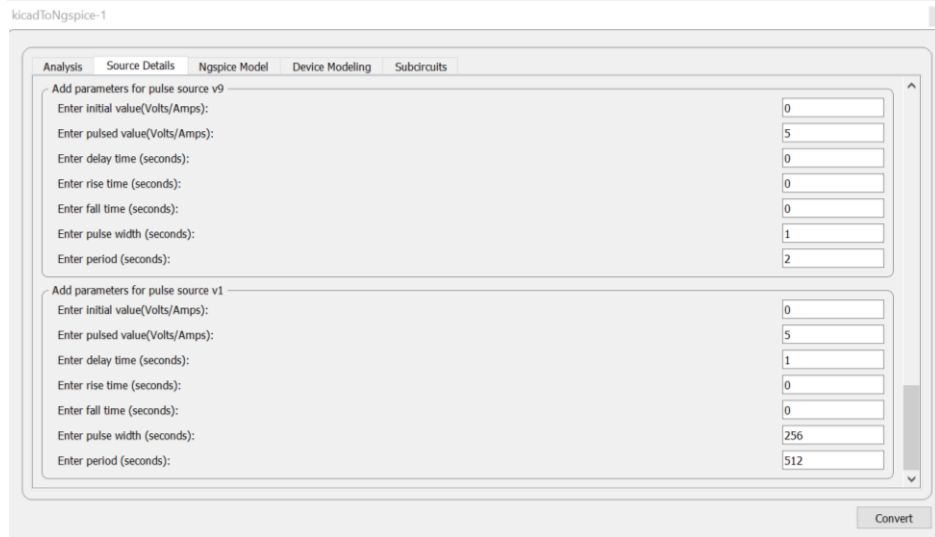 kicadToNgspice-1
Analysis Source Details Ngspice Model Device Modeling Subcircuits
Add parameters for pulse source v9
Enter initial value(Volts/Amps): 0
Enter pulsed value(Volts/Amps): 5
Enter delay time (seconds): 0
Enter rise time (seconds): 0
Enter fall time (seconds): 0
Enter pulse width (seconds): 1
Enter period (seconds): 2
Add parameters for pulse source v1
Enter initial value(Volts/Amps): 0
Enter pulsed value(Volts/Amps): 5
Enter delay time (seconds): 1
Enter rise time (seconds): 0
Enter fall time (seconds): 0
Enter pulse width (seconds): 256
Enter period (seconds): 512
Convert